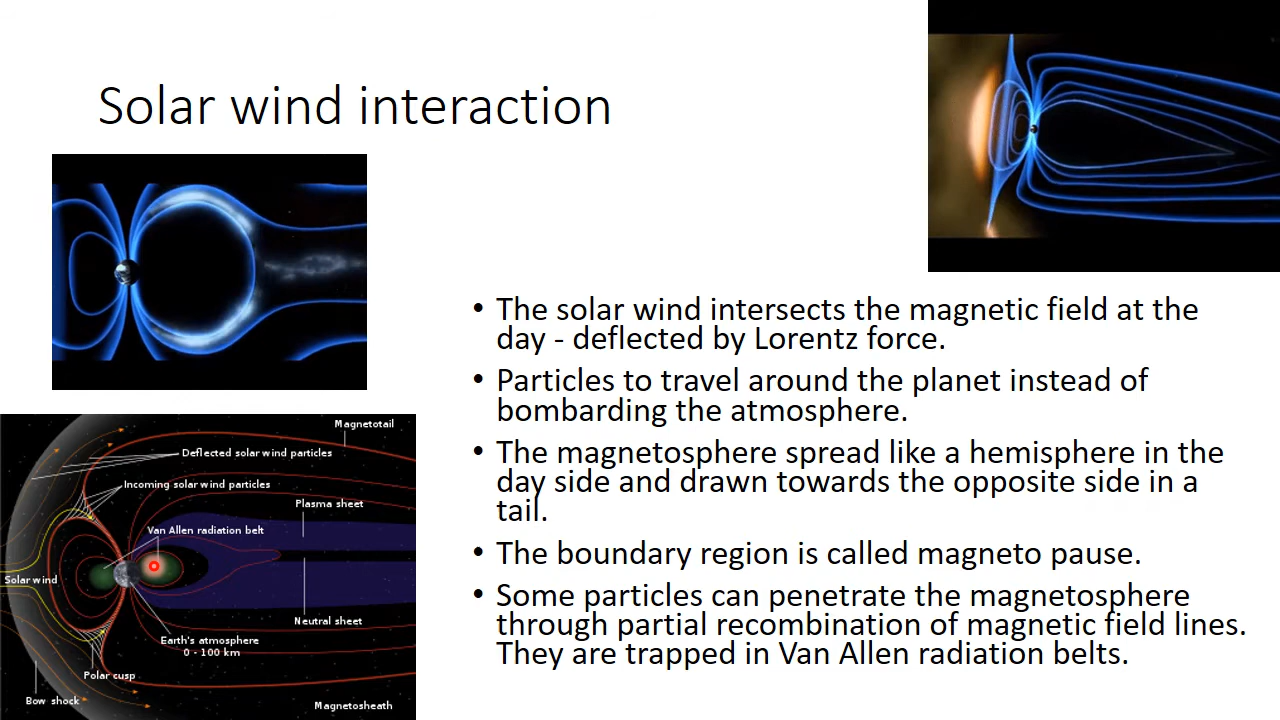 Solar wind interaction
• The solar wind intersects the magnetic field at the
day - deflected by Lorentz force.
• Particles to travel around the planet instead of
bombarding the atmosphere.
• The magnetosphere spread like a hemisphere in the
day side and drawn towards the opposite side in a
tail.
• The boundary region is called magneto pause.
• Some particles can penetrate the magnetosphere
through partial recombination of magnetic field lines.
They are trapped in Van Allen radiation belts.
Magnetotail
Deflected solar wind particles
Incoming solar wind particles
Plasma sheet
Van Allen radiation belt
Solar wind
Neutral sheet
Earth's atmosphere
0 - 100 km
Polar cusp
Bow shock
Magnetosheath